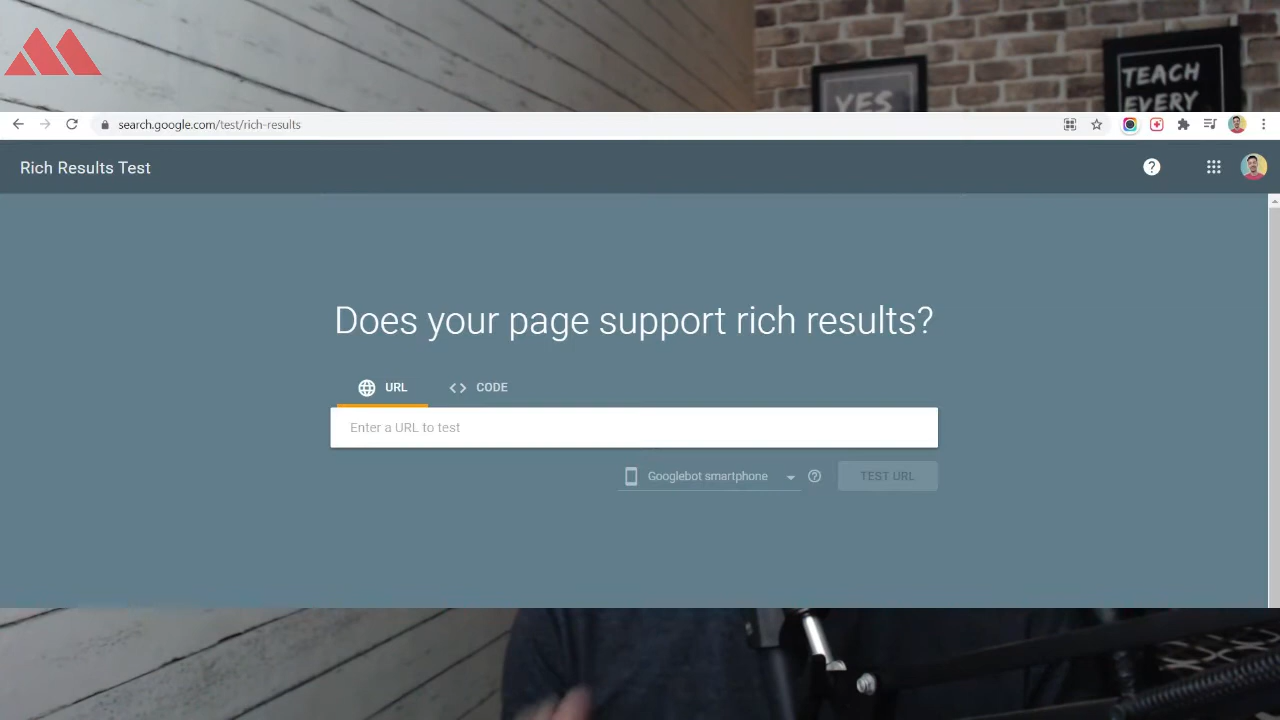 YES
TEACH
EVERY
search.google.com/test/rich-results
Rich Results Test
Does your page support rich results?
URL
CODE
Enter a URL to test
Googlebot smartphone
TEST URL